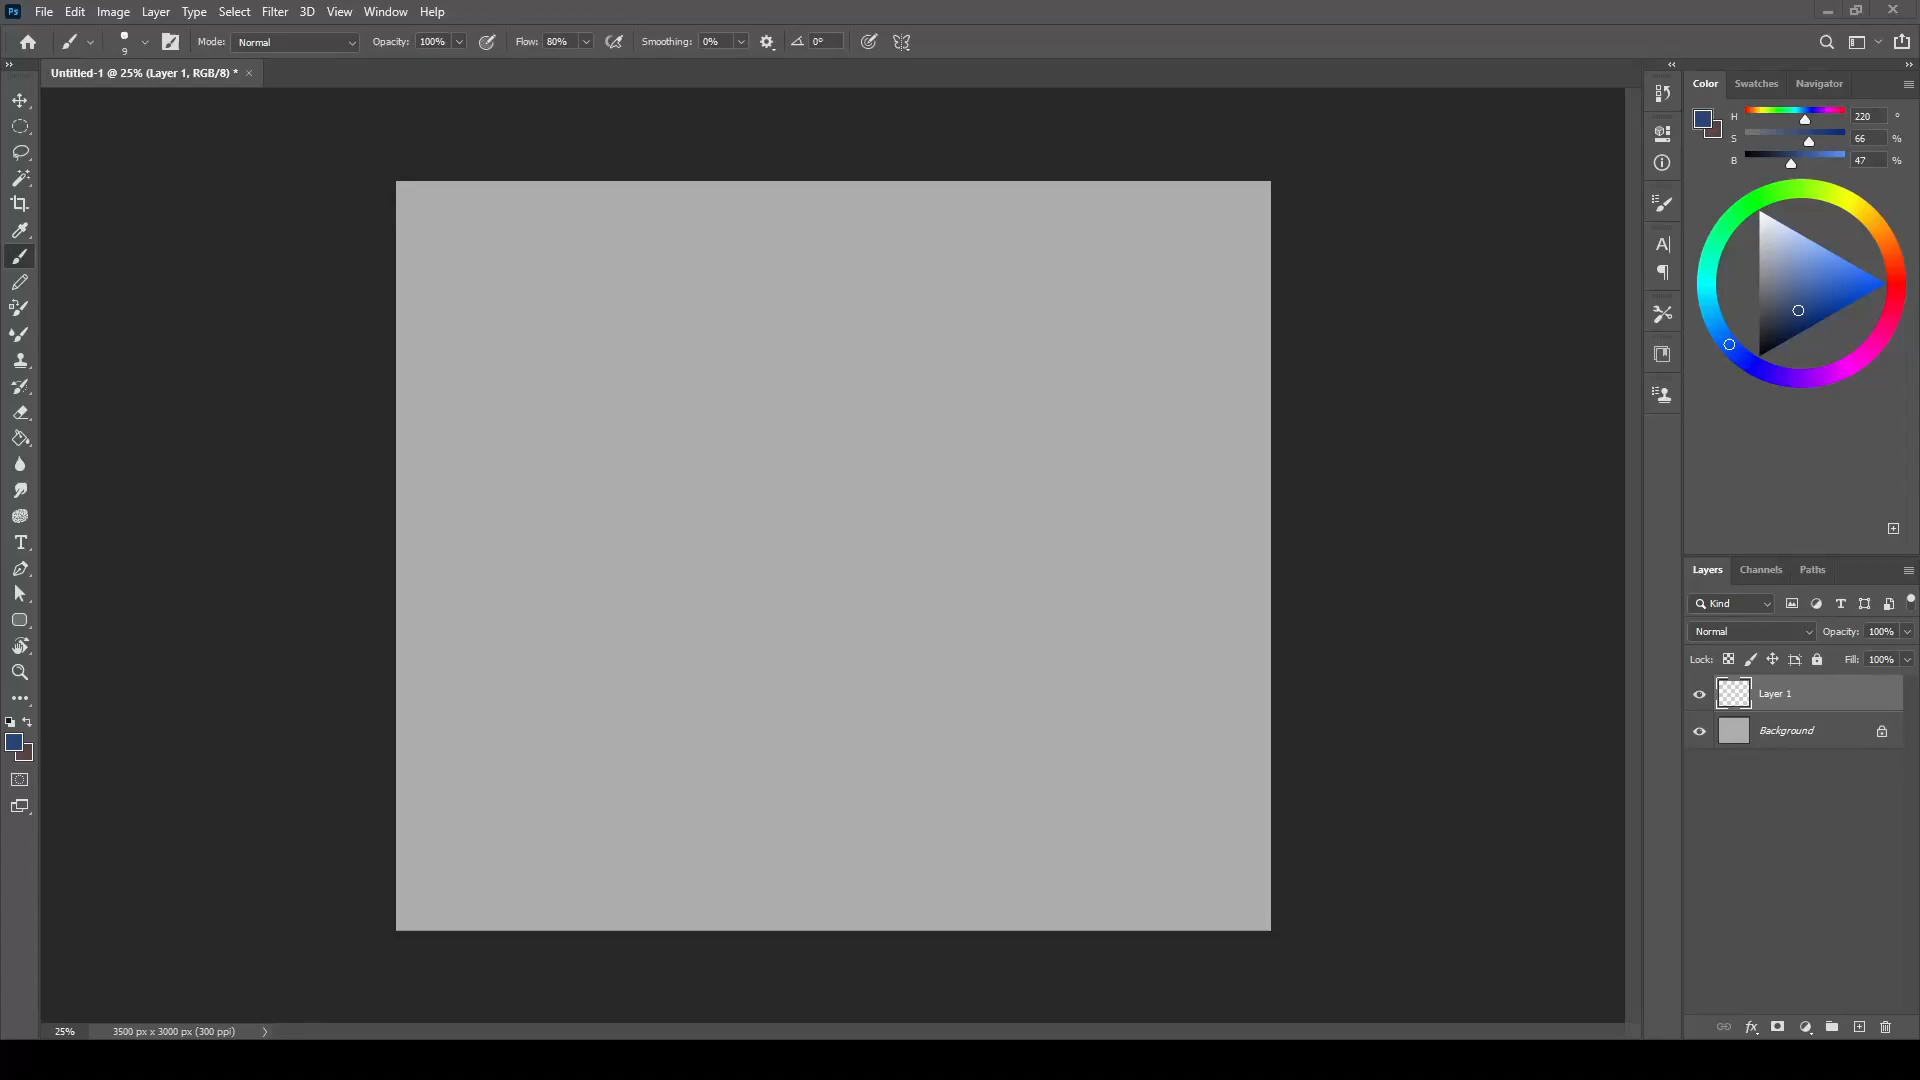 Ps File Edit Image Layer Type Select Filter 3D View Window Help
9 Mode: Normal Opacity: 100% Flow: 80% Smoothing: 0% 0°
Untitled-1 @ 25% (Layer 1, RGB/8) * ×
Color Swatches Navigator
H 220 °
S 66 %
B 47 %
Layers Channels Paths
Kind
Normal Opacity: 100%
Lock: Fill: 100%
Layer 1
Background
25% 3500 px x 3000 px (300 ppi)